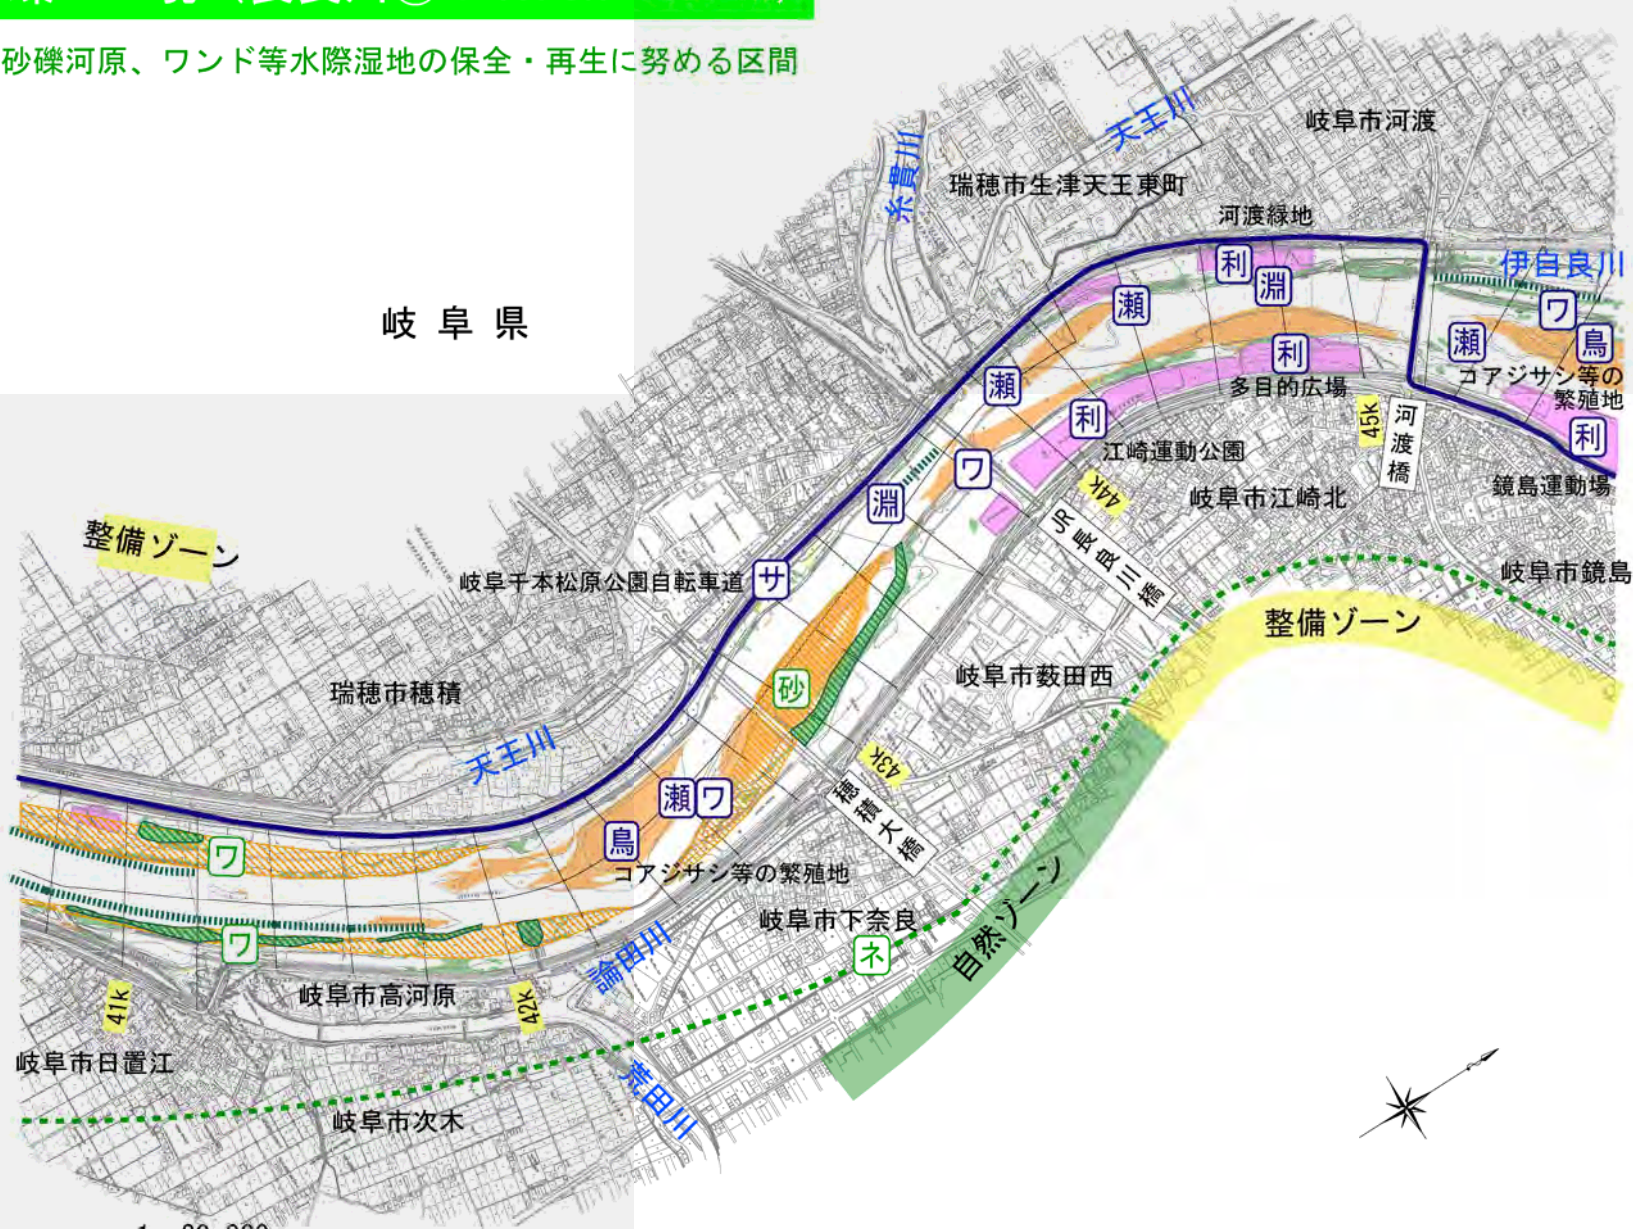 砂礫河原、ワンド等水際湿地の保全・再生に努める区間
岐阜県
天王川
岐阜市河渡
糸貫川
瑞穂市生津天王東町
河渡緑地
利
淵
伊自良川
瀬
ワ
瀬
鳥
利
コアジサシ等の
繁殖地
瀬
多目的広場
利
45k
河渡橋
利
江崎運動公園
ワ
鏡島運動場
44k
岐阜市江崎北
淵
JR長良川橋
整備ゾーン
岐阜千本松原公園自転車道
サ
岐阜市鏡島
整備ゾーン
岐阜市薮田西
砂
瑞穂市穂積
天王川
43k
穂積大橋
瀬
ワ
鳥
コアジサシ等の繁殖地
ワ
岐阜市下奈良
ネ
自然ゾーン
ワ
論田川
岐阜市高河原
41k
42k
岐阜市日置江
荒田川
岐阜市次木